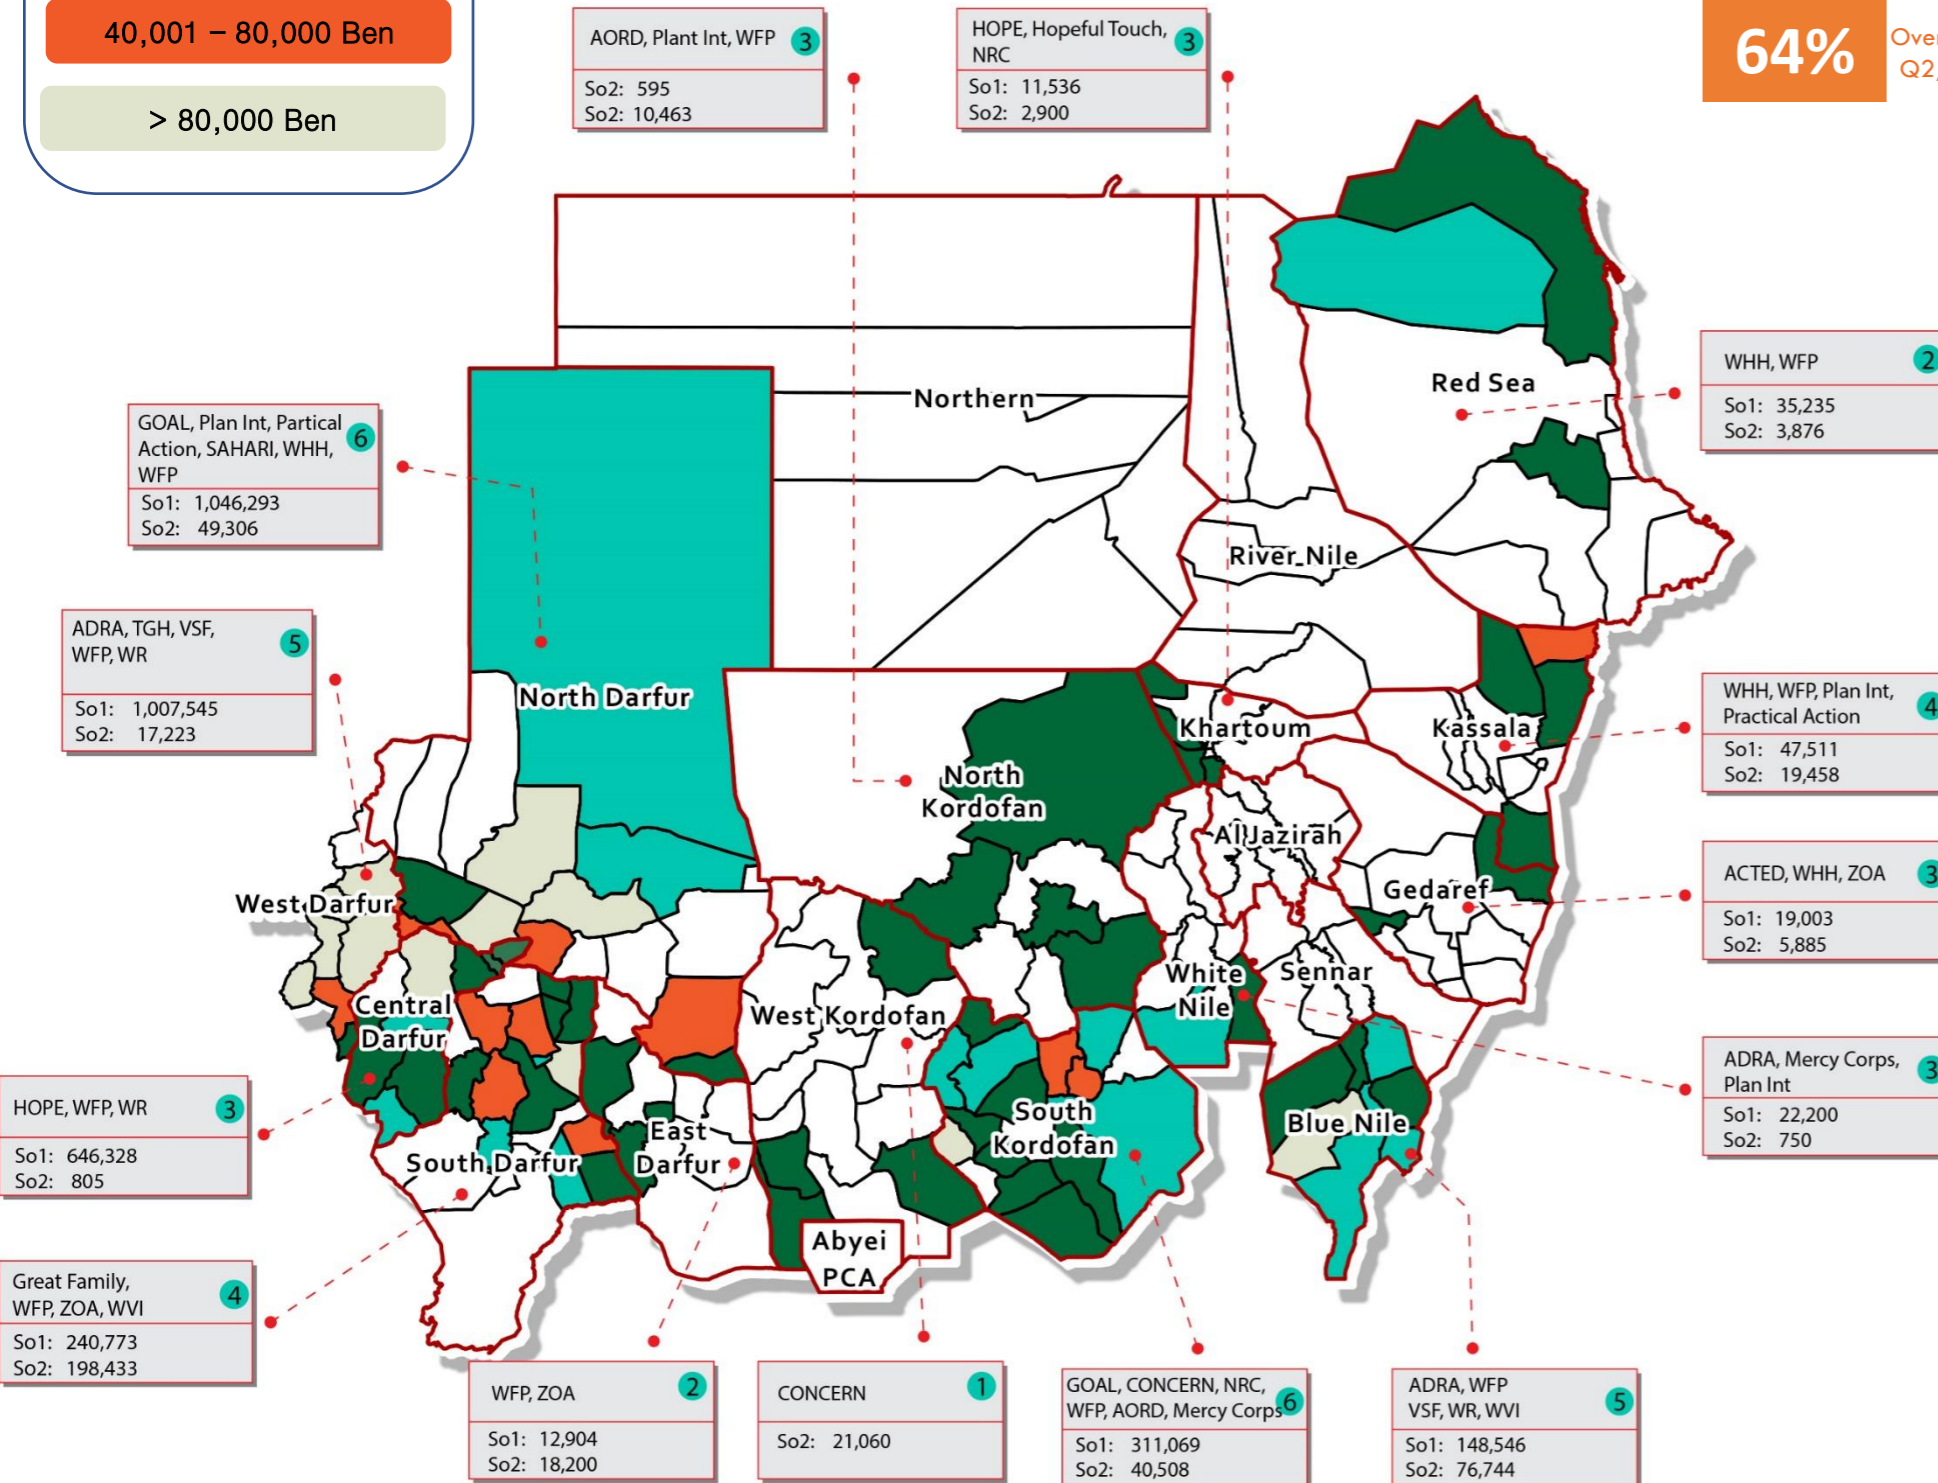 40,001 – 80,000 Ben
> 80,000 Ben
AORD, Plant Int, WFP
3
So2: 595
So2: 10,463
HOPE, Hopeful Touch,
NRC
3
So1: 11,536
So2: 2,900
64%
Q2,
WHH, WFP
2
So1: 35,235
So2: 3,876
GOAL, Plan Int, Partical
Action, SAHARI, WHH,
WFP
6
So1: 1,046,293
So2: 49,306
ADRA, TGH, VSF,
WFP, WR
5
So1: 1,007,545
So2: 17,223
WHH, WFP, Plan Int,
Practical Action
4
So1: 47,511
So2: 19,458
ACTED, WHH, ZOA
3
So1: 19,003
So2: 5,885
ADRA, Mercy Corps,
Plan Int
3
So1: 22,200
So2: 750
HOPE, WFP, WR
3
So1: 646,328
So2: 805
Great Family,
WFP, ZOA, WVI
4
So1: 240,773
So2: 198,433
WFP, ZOA
2
So1: 12,904
So2: 18,200
CONCERN
1
So2: 21,060
GOAL, CONCERN, NRC,
WFP, AORD, Mercy Corps
6
So1: 311,069
So2: 40,508
ADRA, WFP
VSF, WR, WVI
5
So1: 148,546
So2: 76,744
Northern
Red Sea
River Nile
North Darfur
Khartoum
Kassala
North
Kordofan
Al Jazirah
West Darfur
Gedaref
White
Nile
Sennar
Central
Darfur
West Kordofan
South
Kordofan
Blue Nile
East
Darfur
South Darfur
Abyei
PCA